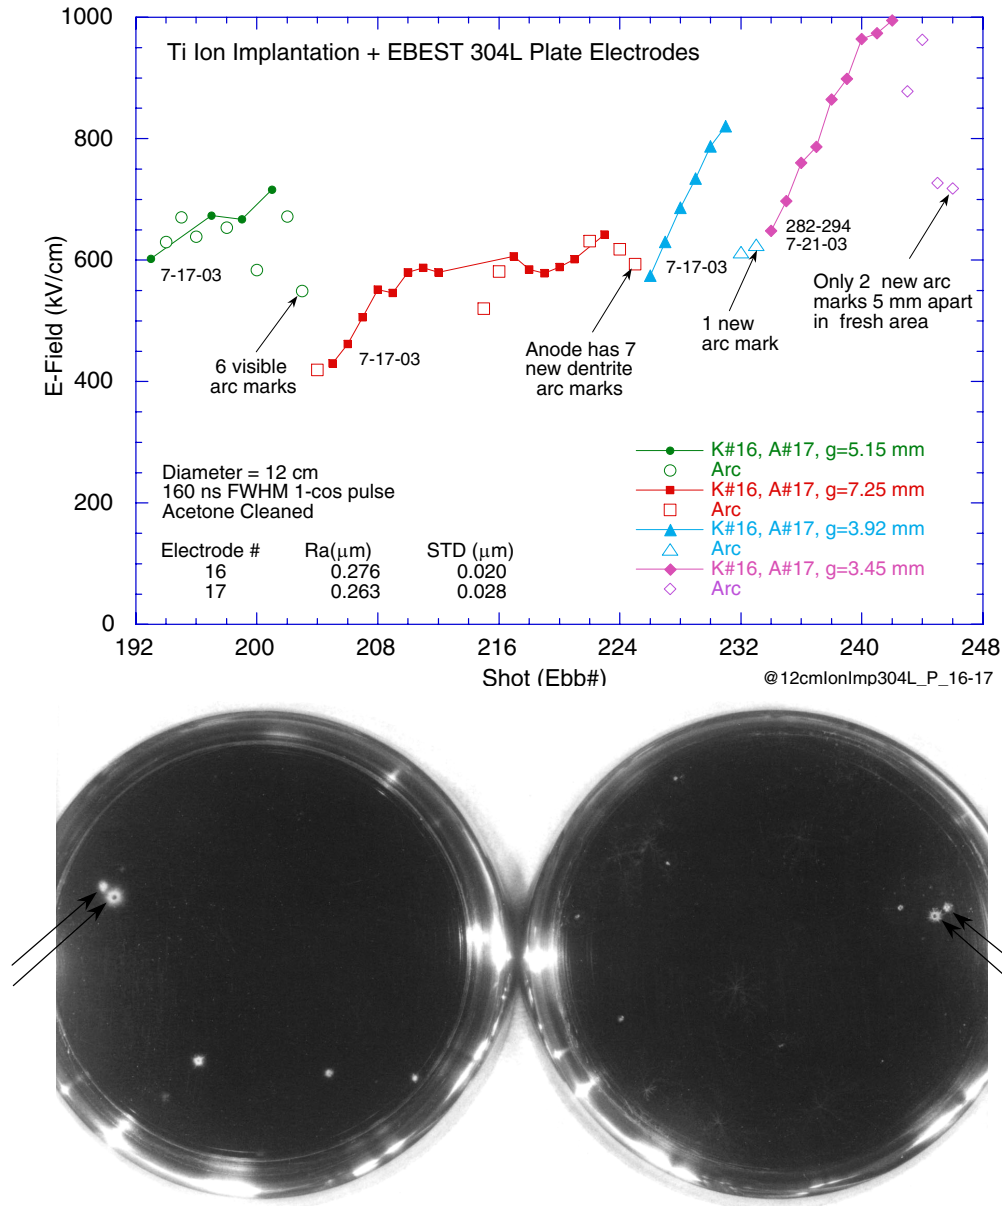 Ti Ion Implantation + EBEST 304L Plate Electrodes
E-Field (kV/cm)
1000
800
600
400
200
0
7-17-03
6 visible
arc marks
7-17-03
Anode has 7
new dentrite
arc marks
7-17-03
1 new
arc mark
282-294
7-21-03
Only 2 new arc
marks 5 mm apart
in fresh area
Diameter = 12 cm
160 ns FWHM 1-cos pulse
Acetone Cleaned
Electrode # Ra(μm) STD (μm)
16 0.276 0.020
17 0.263 0.028
K#16, A#17, g=5.15 mm
Arc
K#16, A#17, g=7.25 mm
Arc
K#16, A#17, g=3.92 mm
Arc
K#16, A#17, g=3.45 mm
Arc
192 200 208 216 224 232 240 248
Shot (Ebb#)
@12cmIonImp304L_P_16-17